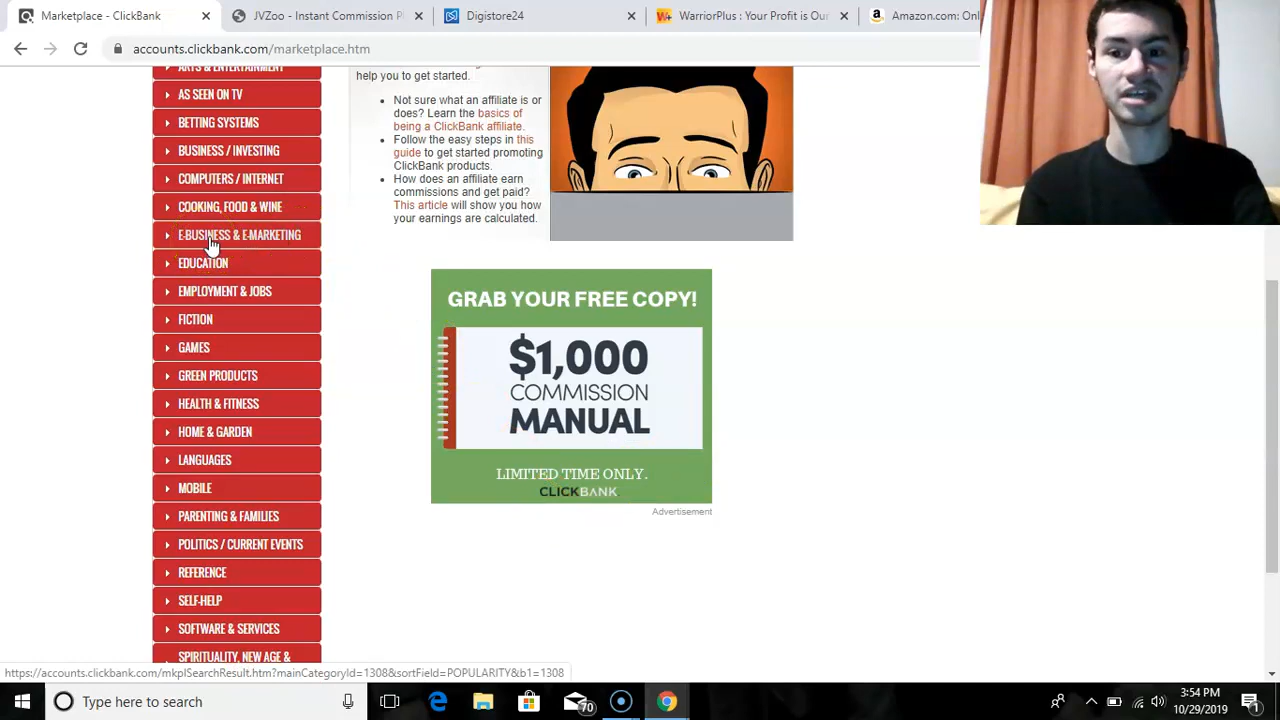 Marketplace - ClickBank
JVZoo - Instant Commission P
Digistore24
WarriorPlus : Your Profit is Our
Amazon.com: Onl
accounts.clickbank.com/marketplace.htm
ARTS & ENTERTAINMENT
AS SEEN ON TV
BETTING SYSTEMS
BUSINESS / INVESTING
COMPUTERS / INTERNET
COOKING, FOOD & WINE
E-BUSINESS & E-MARKETING
EDUCATION
EMPLOYMENT & JOBS
FICTION
GAMES
GREEN PRODUCTS
HEALTH & FITNESS
HOME & GARDEN
LANGUAGES
MOBILE
PARENTING & FAMILIES
POLITICS / CURRENT EVENTS
REFERENCE
SELF-HELP
SOFTWARE & SERVICES
SPIRITUALITY, NEW AGE &
help you to get started.
Not sure what an affiliate is or
does? Learn the basics of
being a ClickBank affiliate.
Follow the easy steps in this
guide to get started promoting
ClickBank products.
How does an affiliate earn
commissions and get paid?
This article will show you how
your earnings are calculated.
GRAB YOUR FREE COPY!
$1,000
COMMISSION
MANUAL
LIMITED TIME ONLY.
CLICKBANK
Advertisement
https://accounts.clickbank.com/mkplSearchResult.htm?mainCategoryId=1308&sortField=POPULARITY&b1=1308
Type here to search
70
3:54 PM
10/29/2019
1